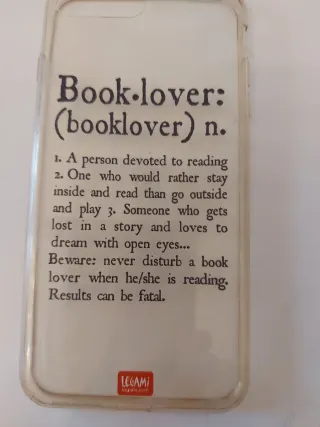 Book•lover:
(booklover) n.
1. A person devoted to reading
2. One who would rather stay
inside and read than go outside
and play 3. Someone who gets
lost in a story and loves to
dream with open eyes...
Beware: never disturb a book
lover when he/she is reading.
Results can be fatal.
LEGAMI
legami.com